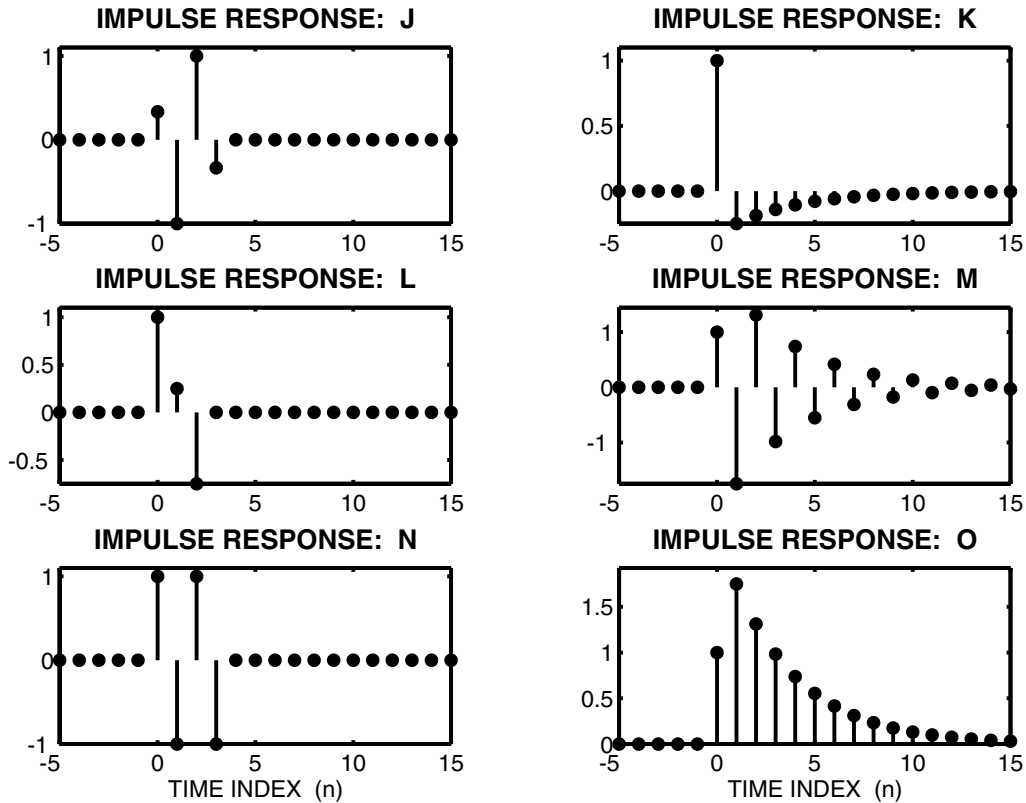 IMPULSE RESPONSE: J
1
0
-1
-5 0 5 10 15
IMPULSE RESPONSE: K
1
0.5
0
-5 0 5 10 15
IMPULSE RESPONSE: L
1
0.5
0
-0.5
-5 0 5 10 15
IMPULSE RESPONSE: M
1
0
-1
-5 0 5 10 15
IMPULSE RESPONSE: N
1
0
-1
-5 0 5 10 15
TIME INDEX (n)
IMPULSE RESPONSE: O
1.5
1
0.5
0
-5 0 5 10 15
TIME INDEX (n)